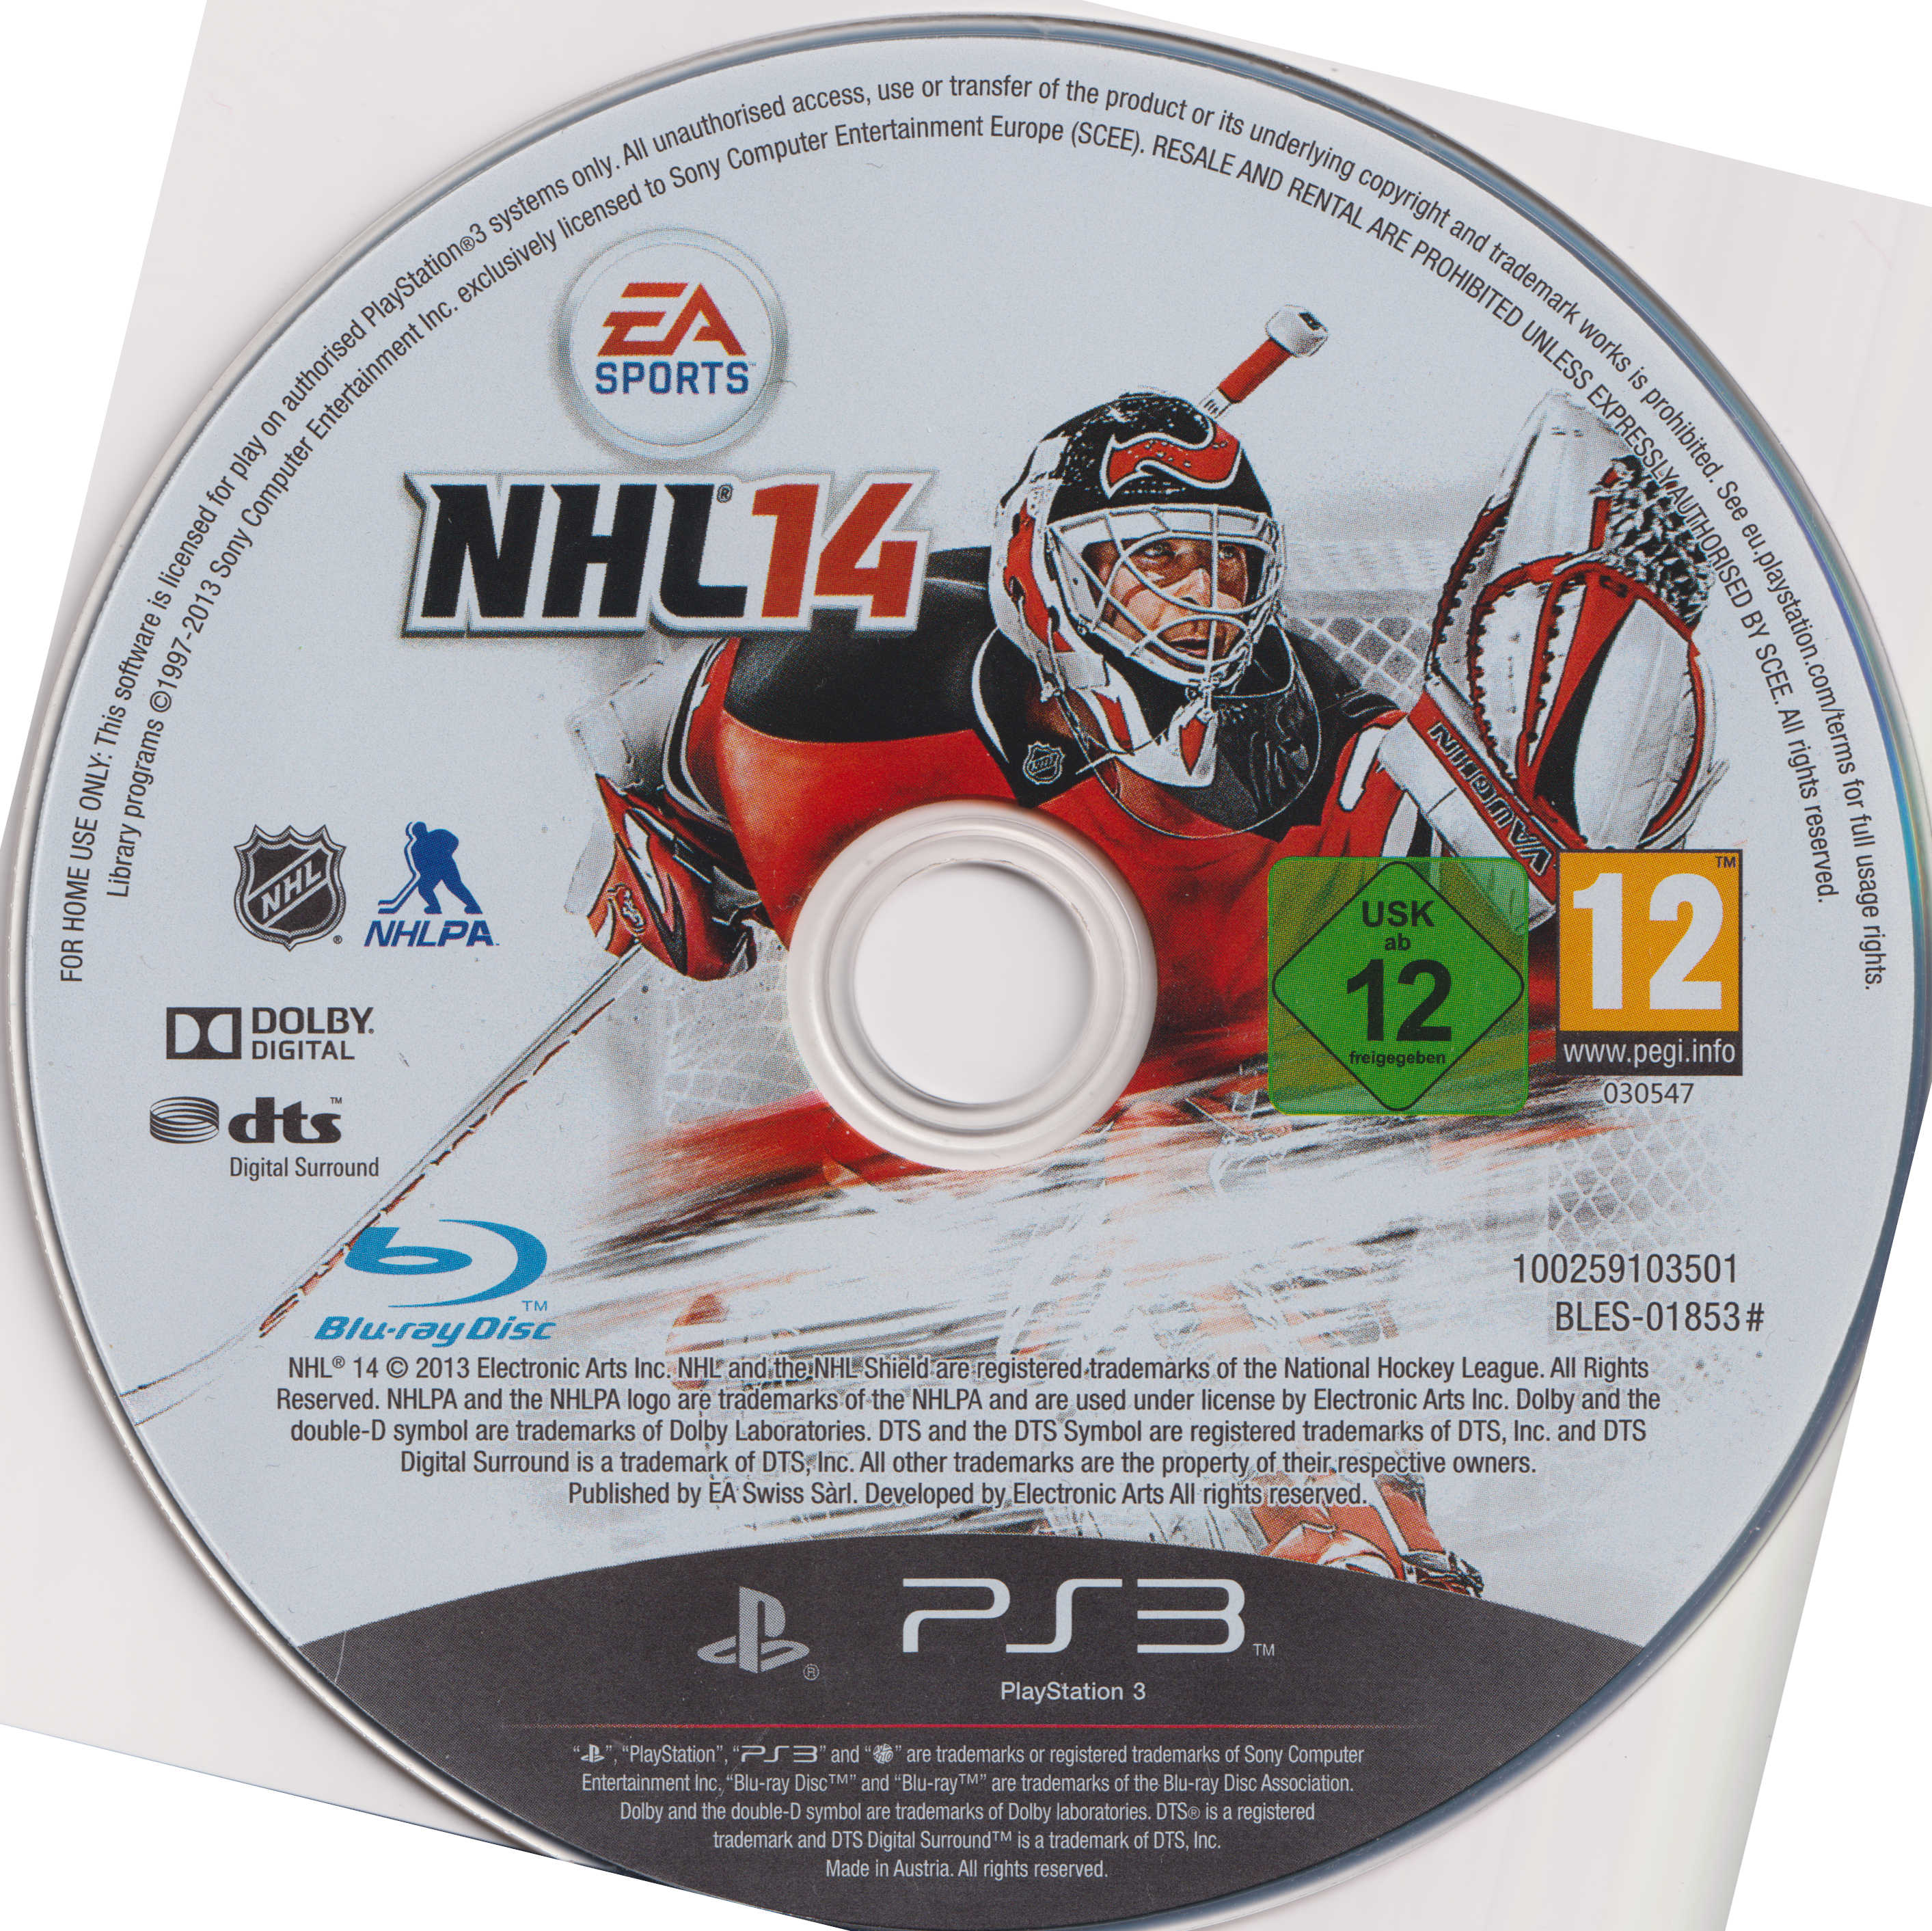 FOR HOME USE ONLY: This software is licensed for play on authorised PlayStation®3 systems only. All unauthorised access, use or transfer of the product or its underlying copyright and trademark works is prohibited. See eu.playstation.com/terms for full usage rights.
Library programs ©1997-2013 Sony Computer Entertainment Inc. exclusively licensed to Sony Computer Entertainment Europe (SCEE). RESALE AND RENTAL ARE PROHIBITED UNLESS EXPRESSLY AUTHORISED BY SCEE. All rights reserved.
EA
SPORTS™
NHL®14
NHL
VAUGHN
NHL®
NHLPA™
USK
ab
12
freigegeben
12™
www.pegi.info
030547
DOLBY®
DIGITAL
dts™
Digital Surround
Blu-ray Disc™
100259103501
BLES-01853#
NHL® 14 © 2013 Electronic Arts Inc. NHL and the NHL Shield are registered trademarks of the National Hockey League. All Rights
Reserved. NHLPA and the NHLPA logo are trademarks of the NHLPA and are used under license by Electronic Arts Inc. Dolby and the
double-D symbol are trademarks of Dolby Laboratories. DTS and the DTS Symbol are registered trademarks of DTS, Inc. and DTS
Digital Surround is a trademark of DTS, Inc. All other trademarks are the property of their respective owners.
Published by EA Swiss Sàrl. Developed by Electronic Arts All rights reserved.
®
PS3™
PlayStation 3
“ ”, “PlayStation”, “PS3” and “ ” are trademarks or registered trademarks of Sony Computer
Entertainment Inc. “Blu-ray Disc™” and “Blu-ray™” are trademarks of the Blu-ray Disc Association.
Dolby and the double-D symbol are trademarks of Dolby laboratories. DTS® is a registered
trademark and DTS Digital Surround™ is a trademark of DTS, Inc.
Made in Austria. All rights reserved.